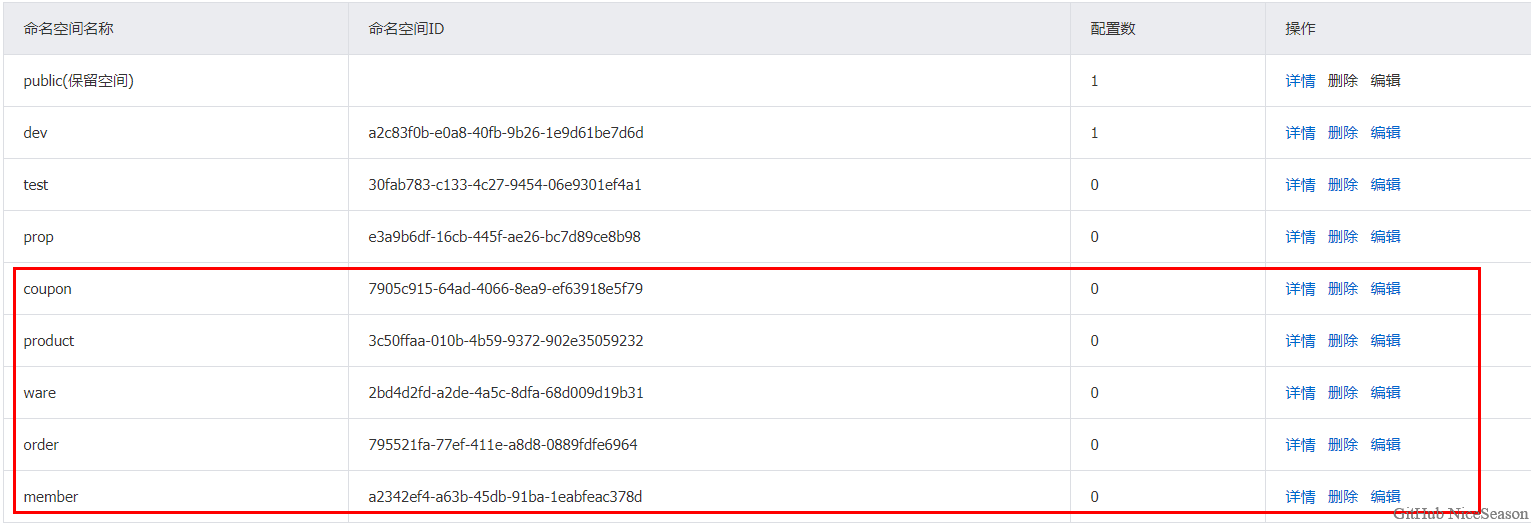 命名空间名称 命名空间ID 配置数 操作
public(保留空间) 1 详情 删除 编辑
dev a2c83f0b-e0a8-40fb-9b26-1e9d61be7d6d 1 详情 删除 编辑
test 30fab783-c133-4c27-9454-06e9301ef4a1 0 详情 删除 编辑
prop e3a9b6df-16cb-445f-ae26-bc7d89ce8b98 0 详情 删除 编辑
coupon 7905c915-64ad-4066-8ea9-ef63918e5f79 0 详情 删除 编辑
product 3c50ffaa-010b-4b59-9372-902e35059232 0 详情 删除 编辑
ware 2bd4d2fd-a2de-4a5c-8dfa-68d009d19b31 0 详情 删除 编辑
order 795521fa-77ef-411e-a8d8-0889fdfe6964 0 详情 删除 编辑
member a2342ef4-a63b-45db-91ba-1eabfeac378d 0 详情 删除 编辑
GitHub NiceSeason